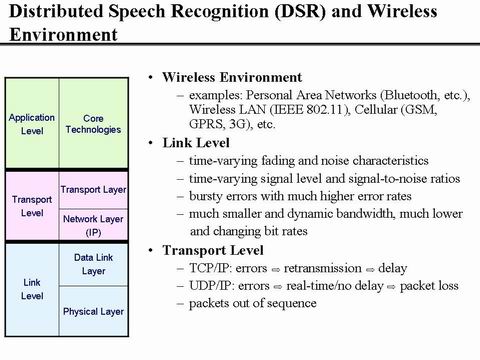 Distributed Speech Recognition (DSR) and Wireless
Environment
Application
Level
Core
Technologies
Transport
Level
Transport Layer
Network Layer
(IP)
Link
Level
Data Link
Layer
Physical Layer
• Wireless Environment
– examples: Personal Area Networks (Bluetooth, etc.),
Wireless LAN (IEEE 802.11), Cellular (GSM,
GPRS, 3G), etc.
• Link Level
– time-varying fading and noise characteristics
– time-varying signal level and signal-to-noise ratios
– bursty errors with much higher error rates
– much smaller and dynamic bandwidth, much lower
and changing bit rates
• Transport Level
– TCP/IP: errors ⇨ retransmission ⇨ delay
– UDP/IP: errors ⇨ real-time/no delay ⇨ packet loss
– packets out of sequence